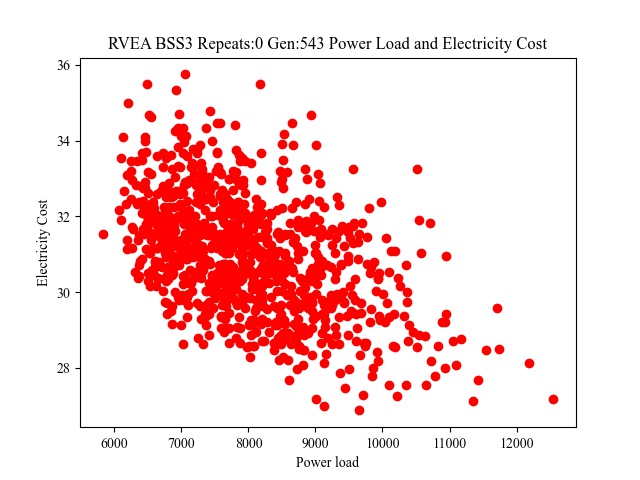 RVEA BSS3 Repeats:0 Gen:543 Power Load and Electricity Cost
36
34
32
30
28
Electricity Cost
6000 7000 8000 9000 10000 11000 12000
Power load